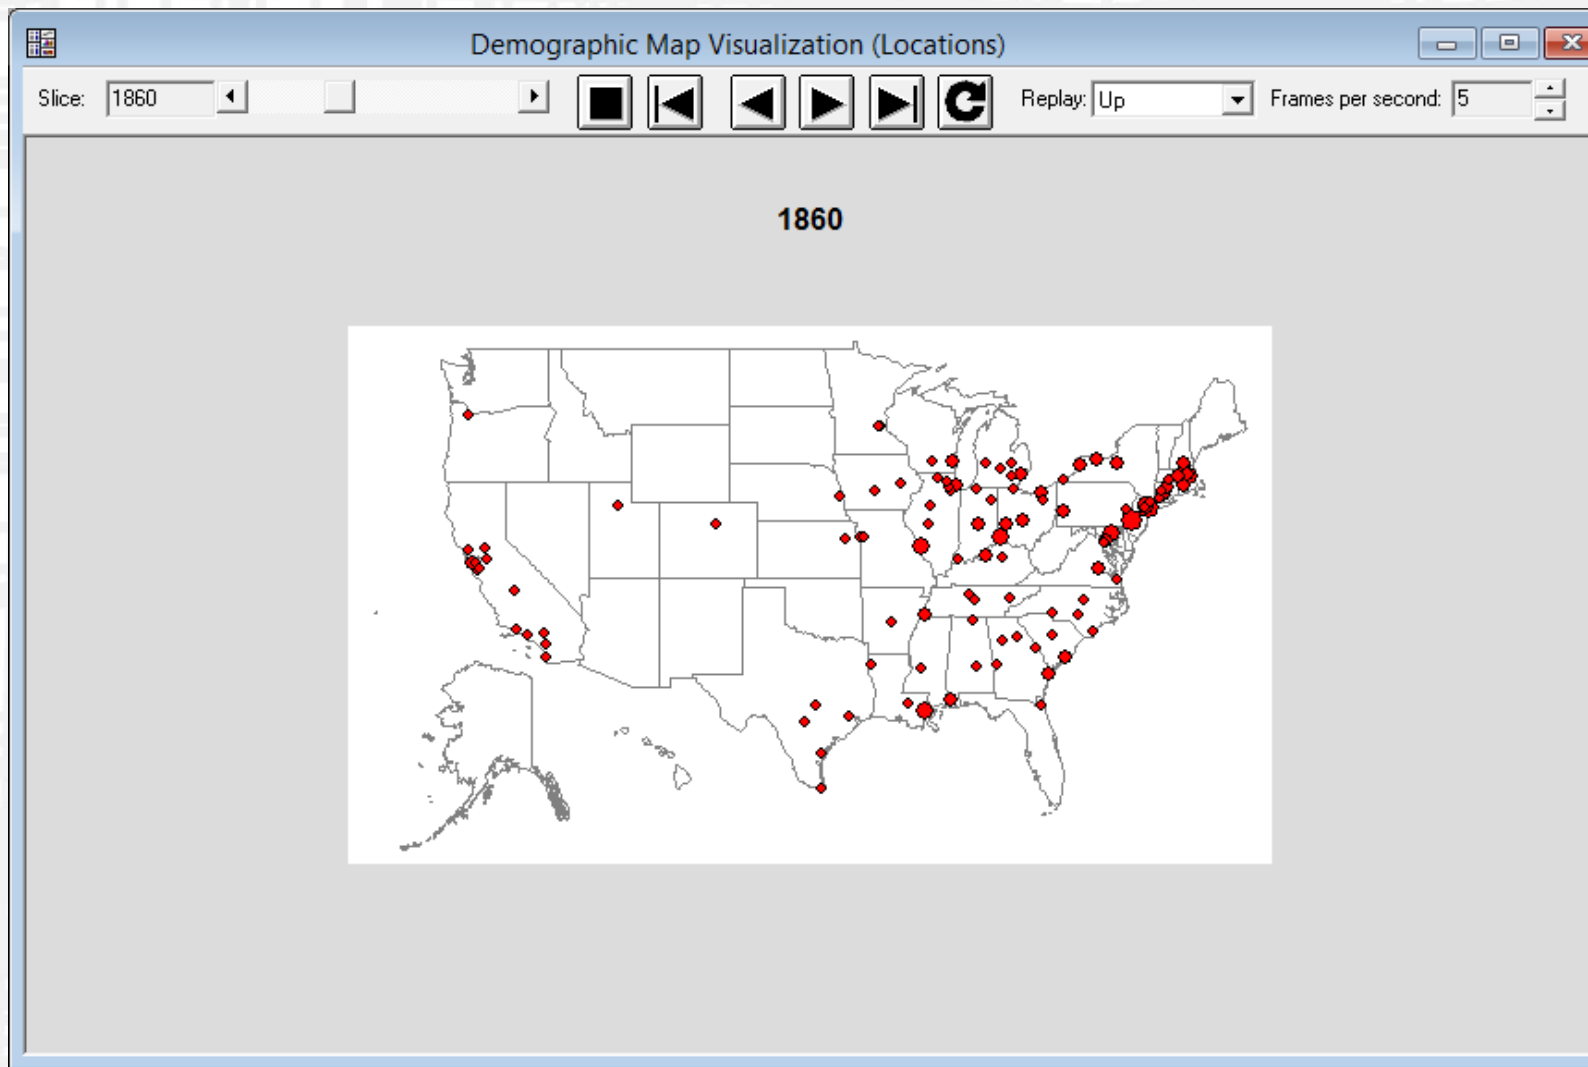 Demographic Map Visualization (Locations)
Slice: 1860 Replay: Up Frames per second: 5
1860